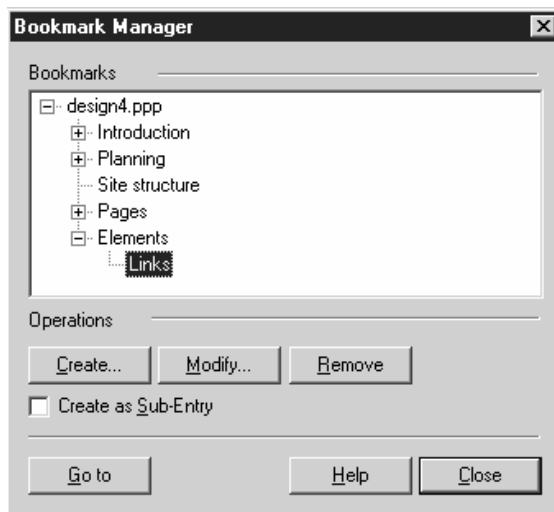 Bookmark Manager
Bookmarks
design4.ppp
Introduction
Planning
Site structure
Pages
Elements
Links
Operations
Create... Modify... Remove
Create as Sub-Entry
Go to Help Close